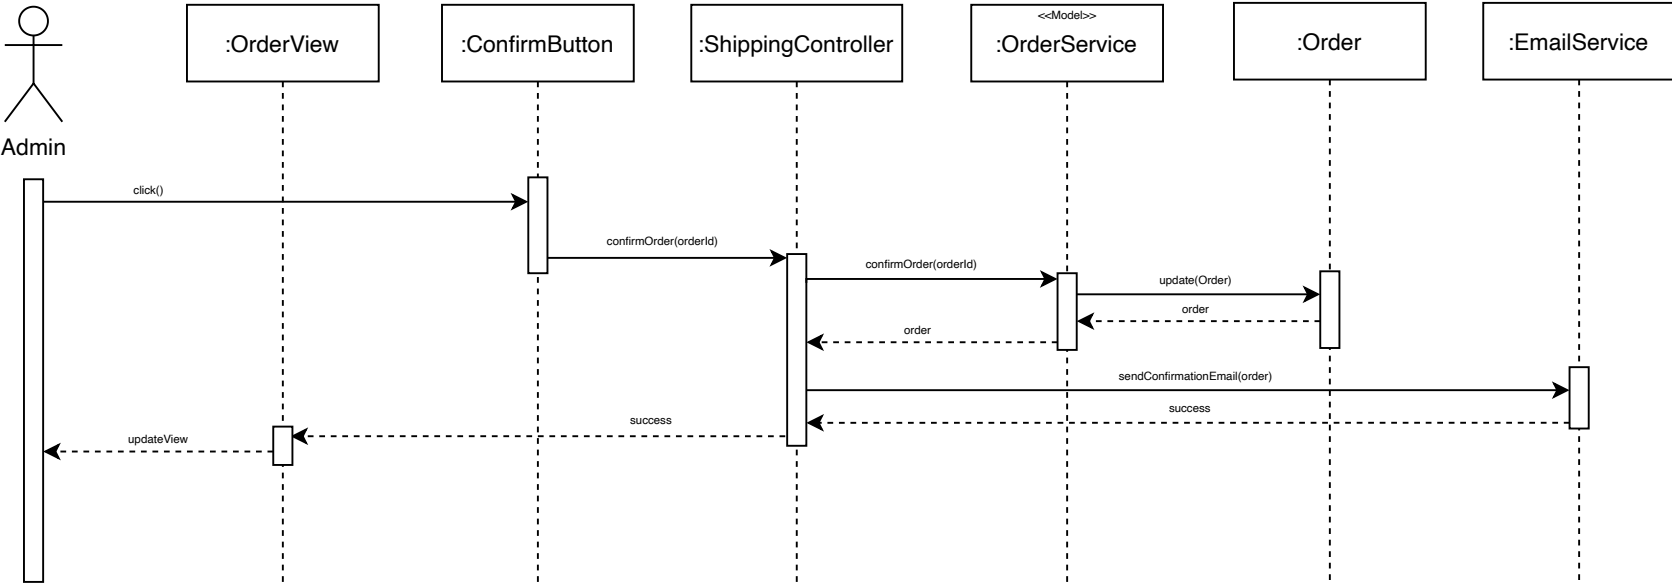 <<Model>>
:OrderView
:ConfirmButton
:ShippingController
:OrderService
:Order
:EmailService
Admin
click()
confirmOrder(orderId)
confirmOrder(orderId)
update(Order)
order
order
sendConfirmationEmail(order)
success
success
updateView